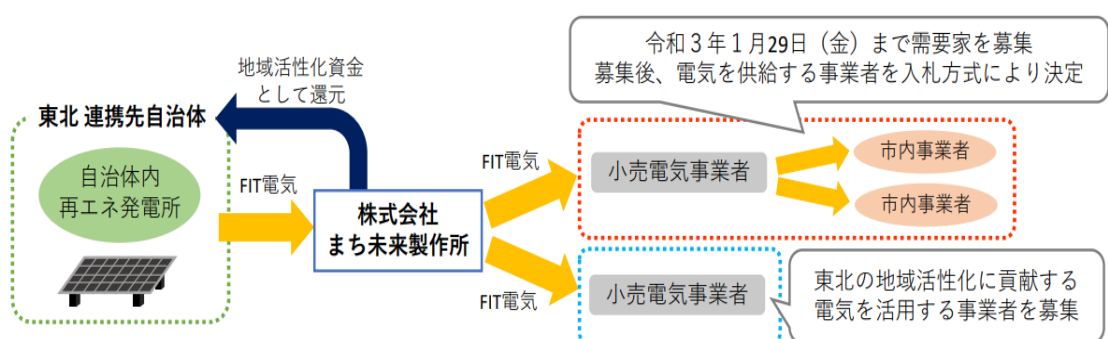 令和３年１月29日（金）まで需要家を募集
募集後、電気を供給する事業者を入札方式により決定
地域活性化資金
として還元
東北 連携先自治体
自治体内
再エネ発電所
FIT電気
株式会社
まち未来製作所
FIT電気
小売電気事業者
市内事業者
市内事業者
FIT電気
小売電気事業者
東北の地域活性化に貢献する
電気を活用する事業者を募集